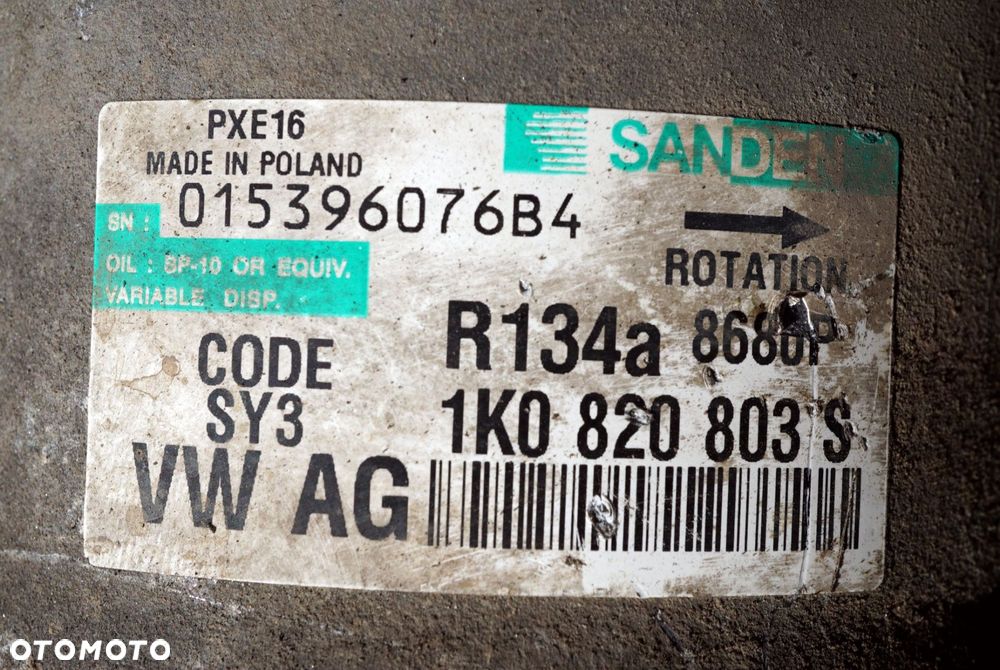 PXE16
SANDEN
MADE IN POLAND
SN : 015396076B4
ROTATION
OIL : SP-10 OR EQUIV.
VARIABLE DISP.
R134a
CODE
SY3
1K0 820 803 S
VW AG
OTOMOTO